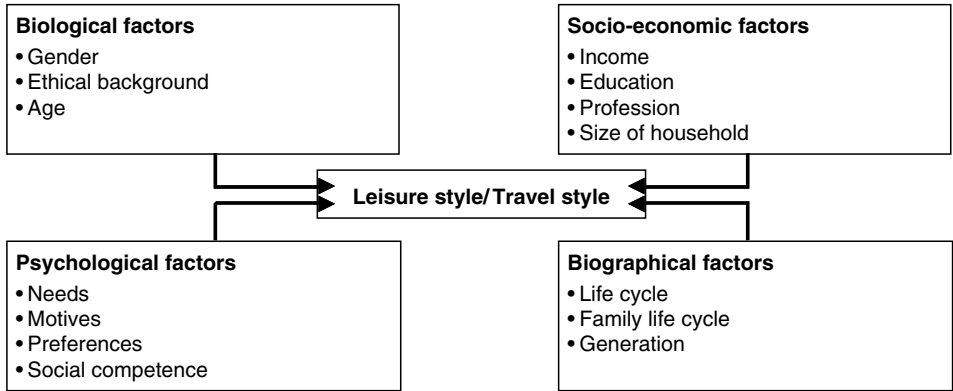 Biological factors
• Gender
• Ethical background
• Age
Socio-economic factors
• Income
• Education
• Profession
• Size of household
Leisure style/Travel style
Psychological factors
• Needs
• Motives
• Preferences
• Social competence
Biographical factors
• Life cycle
• Family life cycle
• Generation